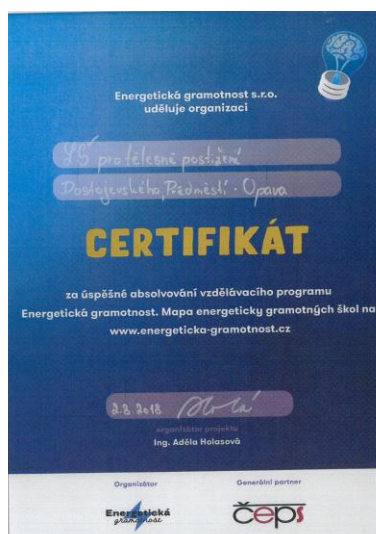 Energetická gramotnost s.r.o.
uděluje organizaci
ZŠ pro tělesně postižené
Dostojevského, Předměstí - Opava
CERTIFIKÁT
za úspěšné absolvování vzdělávacího programu
Energetická gramotnost. Mapa energeticky gramotných škol na
www.energeticka-gramotnost.cz
2.8.2018
organizátor projektu
Ing. Adéla Holasová
Organizátor
Generální partner
Energetická
gramotnost
čeps